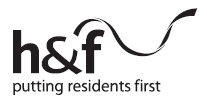 h&f
putting residents first